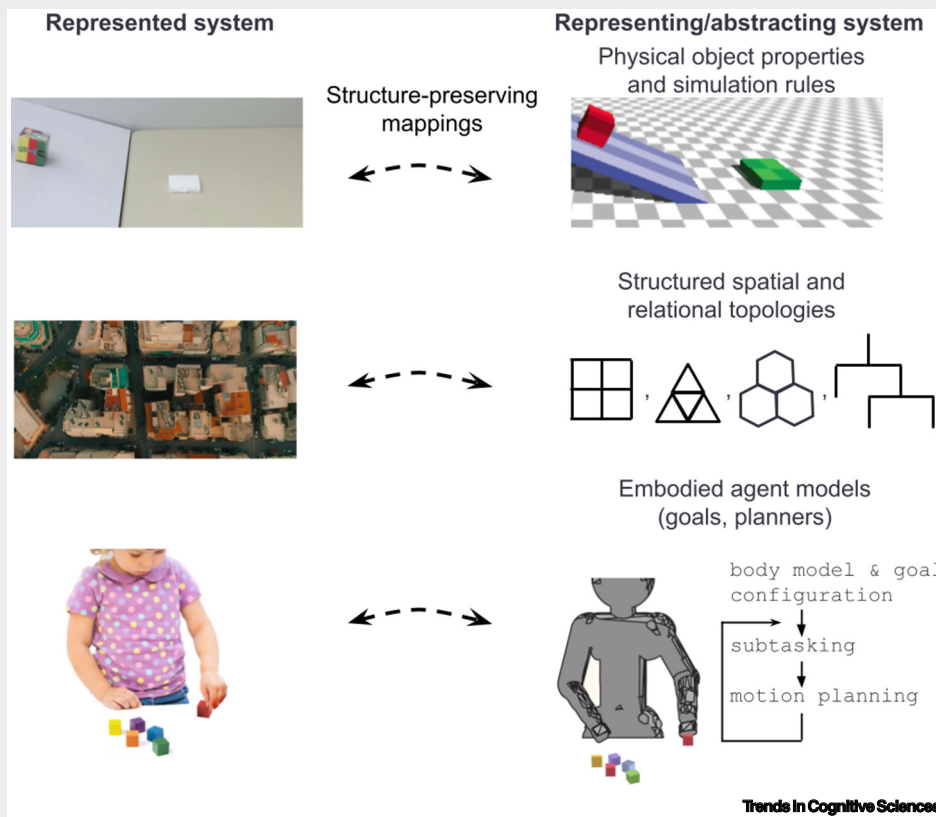 Represented system
Representing/abstracting system
Structure-preserving
mappings
Physical object properties
and simulation rules
Structured spatial and
relational topologies
, , ,
Embodied agent models
(goals, planners)
body model & goal
configuration
subtasking
motion planning
Trends in Cognitive Sciences